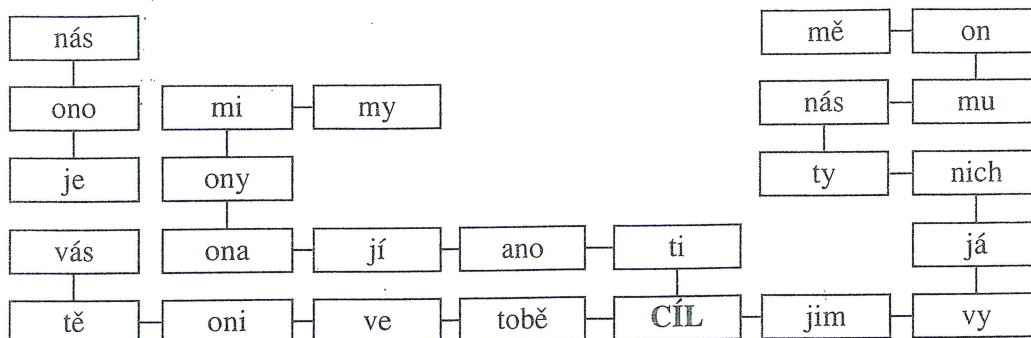 nás mě on
ono mi my nás mu
je ony ty nich
vás ona jí ano ti já
tě oni ve tobě CÍL jim vy